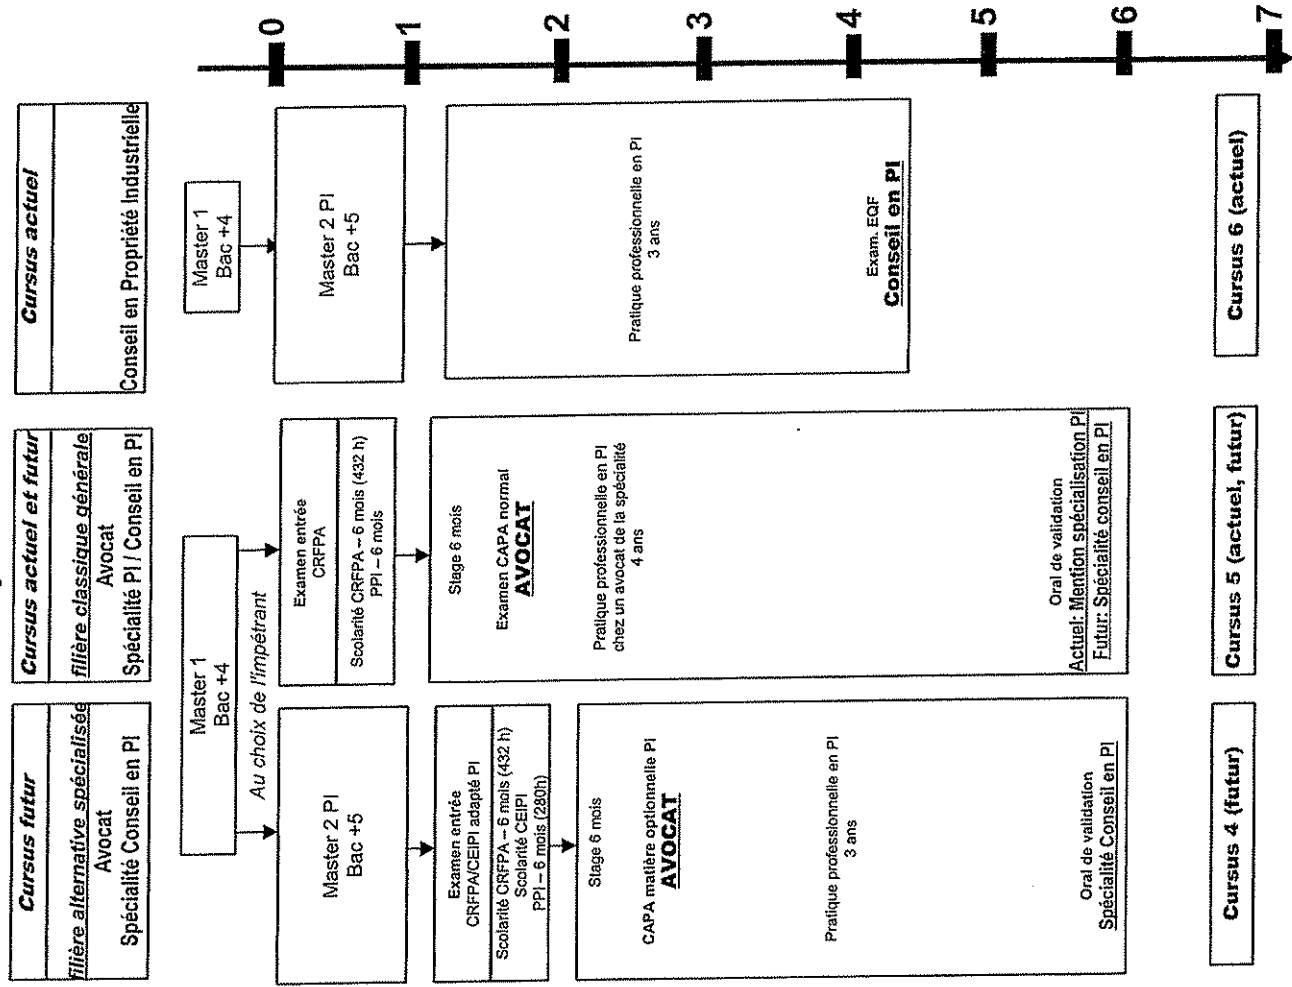 Cursus futur
filière alternative spécialisée
Avocat
Spécialité Conseil en PI
Cursus actuel et futur
filière classique générale
Avocat
Spécialité PI / Conseil en PI
Cursus actuel
Conseil en Propriété Industrielle
Master 1
Bac +4
Au choix de l'impétrant
Master 2 PI
Bac +5
Examen entrée
CRFPA/CEIPI adapté PI
Scolarité CRFPA – 6 mois (432 h)
Scolarité CEIPI
PPI – 6 mois (280h)
Stage 6 mois
CAPA matière optionnelle PI
AVOCAT
Pratique professionnelle en PI
3 ans
Oral de validation
Spécialité Conseil en PI
Cursus 4 (futur)
Examen entrée
CRFPA
Scolarité CRFPA – 6 mois (432 h)
PPI – 6 mois
Stage 6 mois
Examen CAPA normal
AVOCAT
Pratique professionnelle en PI
chez un avocat de la spécialité
4 ans
Oral de validation
Actuel: Mention spécialisation PI
Futur: Spécialité conseil en PI
Cursus 5 (actuel, futur)
Master 1
Bac +4
Master 2 PI
Bac +5
Pratique professionnelle en PI
3 ans
Exam. EQF
Conseil en PI
Cursus 6 (actuel)
0
1
2
3
4
5
6
7